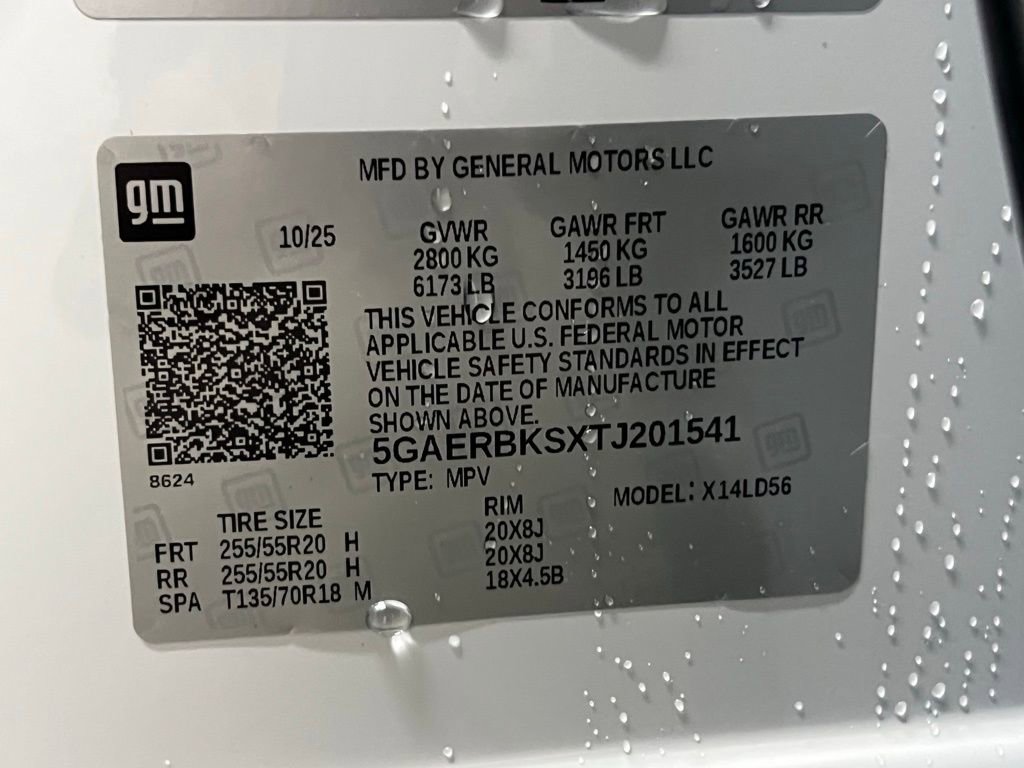 gm
MFD BY GENERAL MOTORS LLC
10/25 GVWR GAWR FRT GAWR RR
2800 KG 1450 KG 1600 KG
6173 LB 3196 LB 3527 LB
THIS VEHICLE CONFORMS TO ALL
APPLICABLE U.S. FEDERAL MOTOR
VEHICLE SAFETY STANDARDS IN EFFECT
ON THE DATE OF MANUFACTURE
SHOWN ABOVE.
5GAERBKSXTJ201541
8624
TYPE: MPV MODEL: X14LD56
TIRE SIZE RIM
FRT 255/55R20 H 20X8J
RR 255/55R20 H 20X8J
SPA T135/70R18 M 18X4.5B